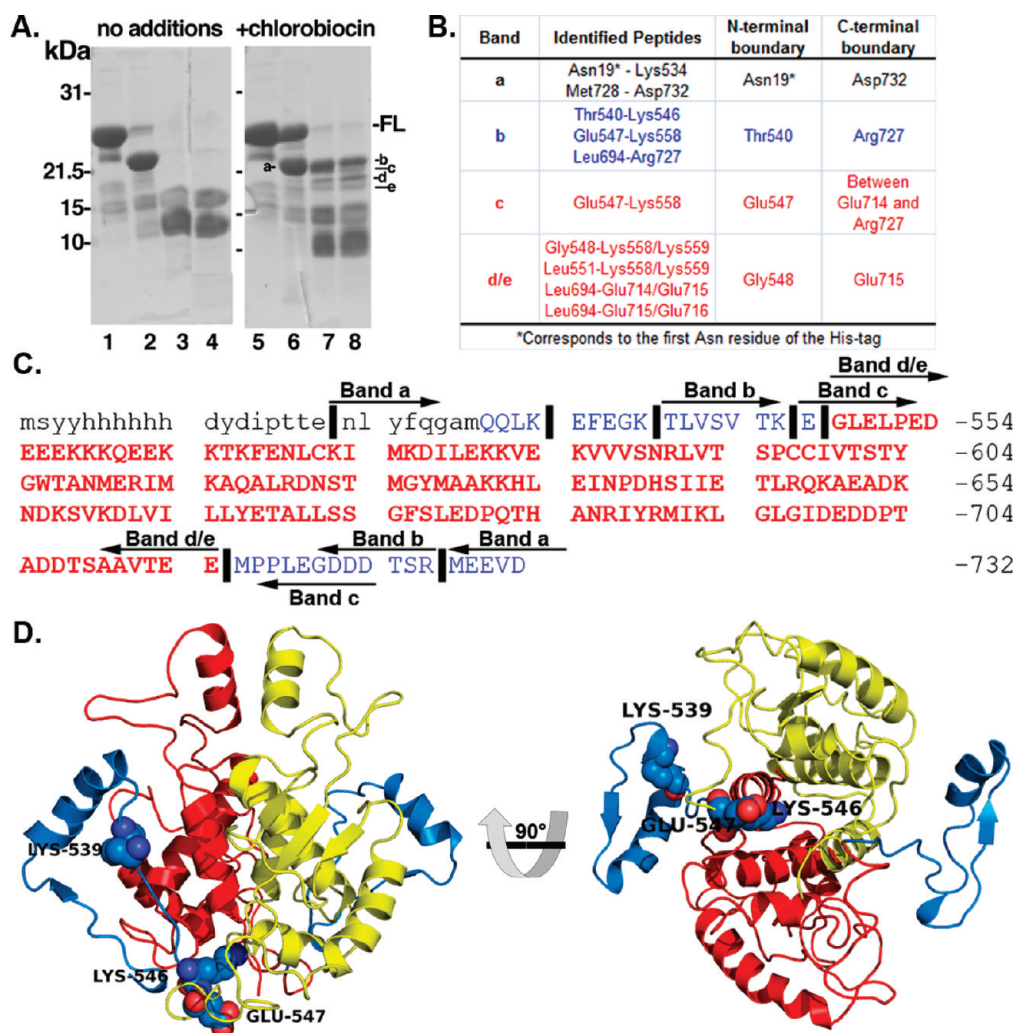 A.
no additions +chlorobiocin
kDa
31-
21.5-
15-
10-
-FL
a-
b
c
d
e
1 2 3 4 5 6 7 8
B.
Band Identified Peptides N-terminal boundary C-terminal boundary
a Asn19* - Lys534 Asn19* Asp732
Met728 - Asp732
b Thr540-Lys546 Thr540 Arg727
Glu547-Lys558
Leu694-Arg727
c Glu547-Lys558 Glu547 Between Glu714 and Arg727
d/e Gly548-Lys558/Lys559 Gly548 Glu715
Leu551-Lys558/Lys559
Leu694-Glu714/Glu715
Leu694-Glu715/Glu716
*Corresponds to the first Asn residue of the His-tag
C.
Band a Band b Band c Band d/e
msyyhhhhhh dydiptte nl yfqgamQQLK EFEGK TLVSVT TK E GLELPED -554
EEEKKKQEEK KTKFENLCKI MKDILEKKVE KVVVSNRLVT SPCCIVTSTY -604
GWTANMERIM KAQALRDNST MGYMAAKKHL EINPDHSIIE TLRQKAEADK -654
NDKSVKDLVI LLYETALLSS GFSLEDPQTH ANRIYRMIKL GLGIDEDDPT -704
Band d/e Band b Band a
ADDTSAAVTE E MPPLEGDDD TSR MEEVD -732
Band c
D.
LYS-539
LYS-546
GLU-547
90°
LYS-539
GLU-547
LYS-546